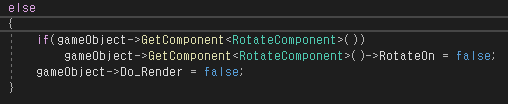 else
{
    if(gameObject->GetComponent<RotateComponent>())
        gameObject->GetComponent<RotateComponent>()->RotateOn = false;
    gameObject->Do_Render = false;
}